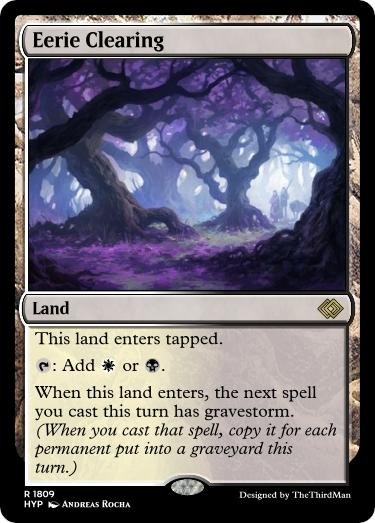 Eerie Clearing
Land
This land enters tapped.
: Add or .
When this land enters, the next spell
you cast this turn has gravestorm.
(When you cast that spell, copy it for each
permanent put into a graveyard this
turn.)
R 1809
HYP Andreas Rocha
Designed by TheThirdMan